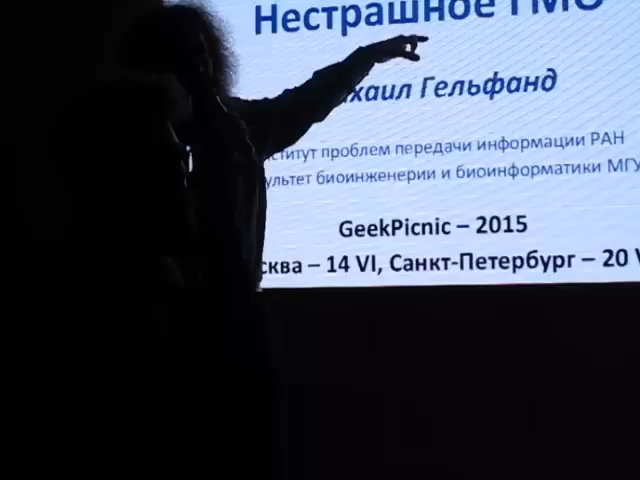 Нестрашное ГМО
хаил Гельфанд
ститут проблем передачи информации РАН
ультет биоинженерии и биоинформатики МГУ
GeekPicnic – 2015
сква – 14 VI, Санкт-Петербург – 20 V